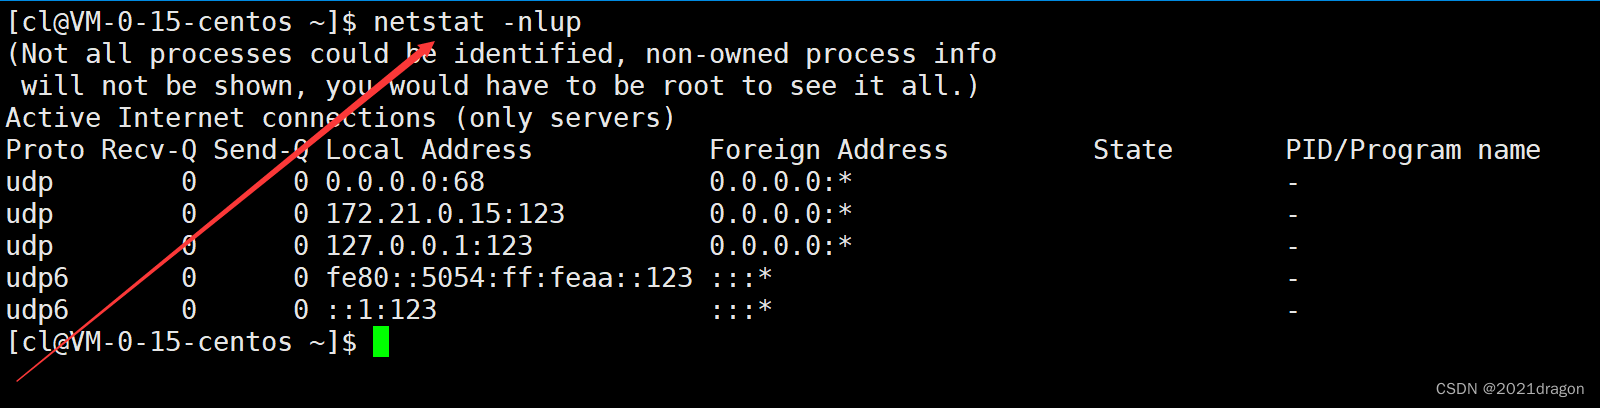 [cl@VM-0-15-centos ~]$ netstat -nlup
(Not all processes could be identified, non-owned process info
 will not be shown, you would have to be root to see it all.)
Active Internet connections (only servers)
Proto Recv-Q Send-Q Local Address           Foreign Address         State       PID/Program name
udp        0      0 0.0.0.0:68              0.0.0.0:*                           -
udp        0      0 172.21.0.15:123         0.0.0.0:*                           -
udp        0      0 127.0.0.1:123           0.0.0.0:*                           -
udp6       0      0 fe80::5054:ff:feaa::123 :::*                                -
udp6       0      0 ::1:123                 :::*                                -
[cl@VM-0-15-centos ~]$
CSDN @2021dragon